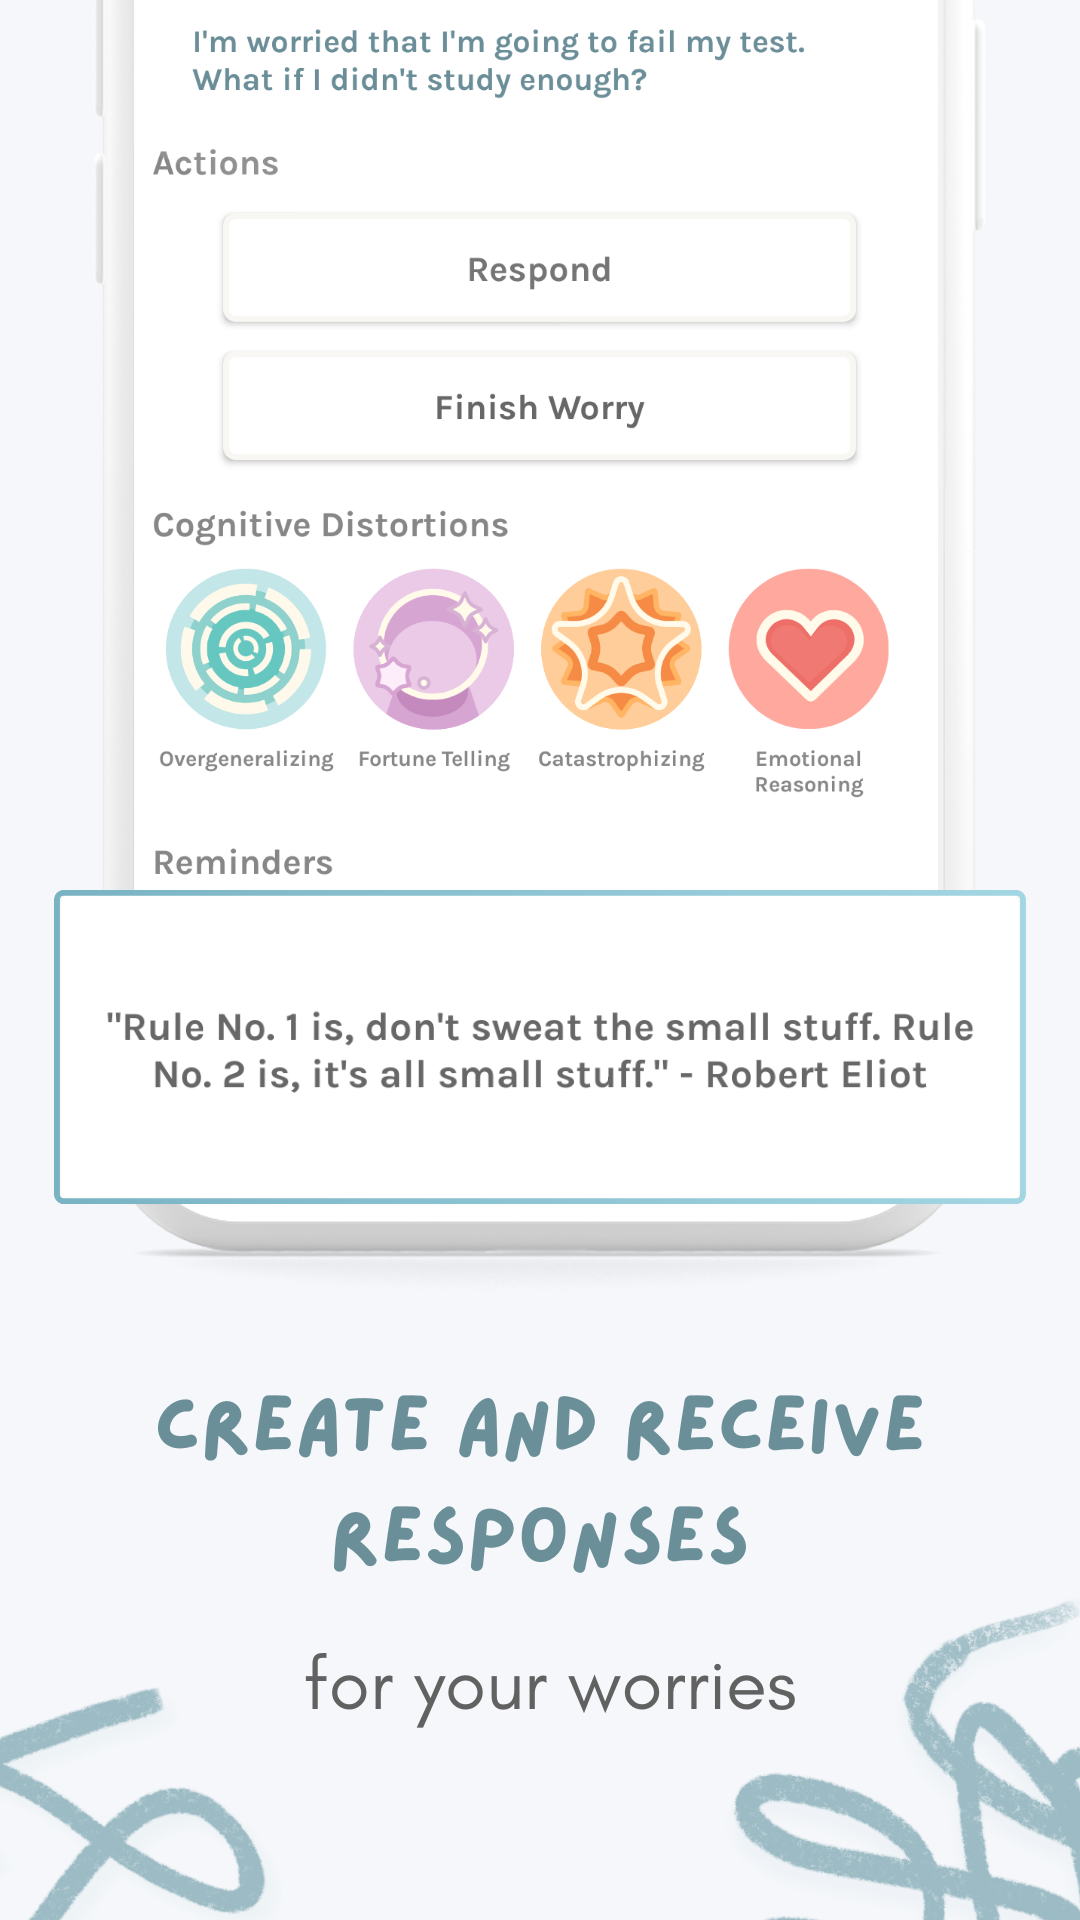 I'm worried that I'm going to fail my test.
What if I didn't study enough?
Actions
Respond
Finish Worry
Cognitive Distortions
Overgeneralizing
Fortune Telling
Catastrophizing
Emotional
Reasoning
Reminders
"Rule No. 1 is, don't sweat the small stuff. Rule
No. 2 is, it's all small stuff." - Robert Eliot
CREATE AND RECEIVE
RESPONSES
for your worries